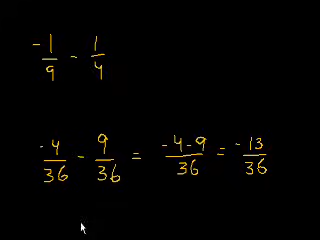 -1/9 - 1/4
-4/36 - 9/36 = -4-9/36 = -13/36